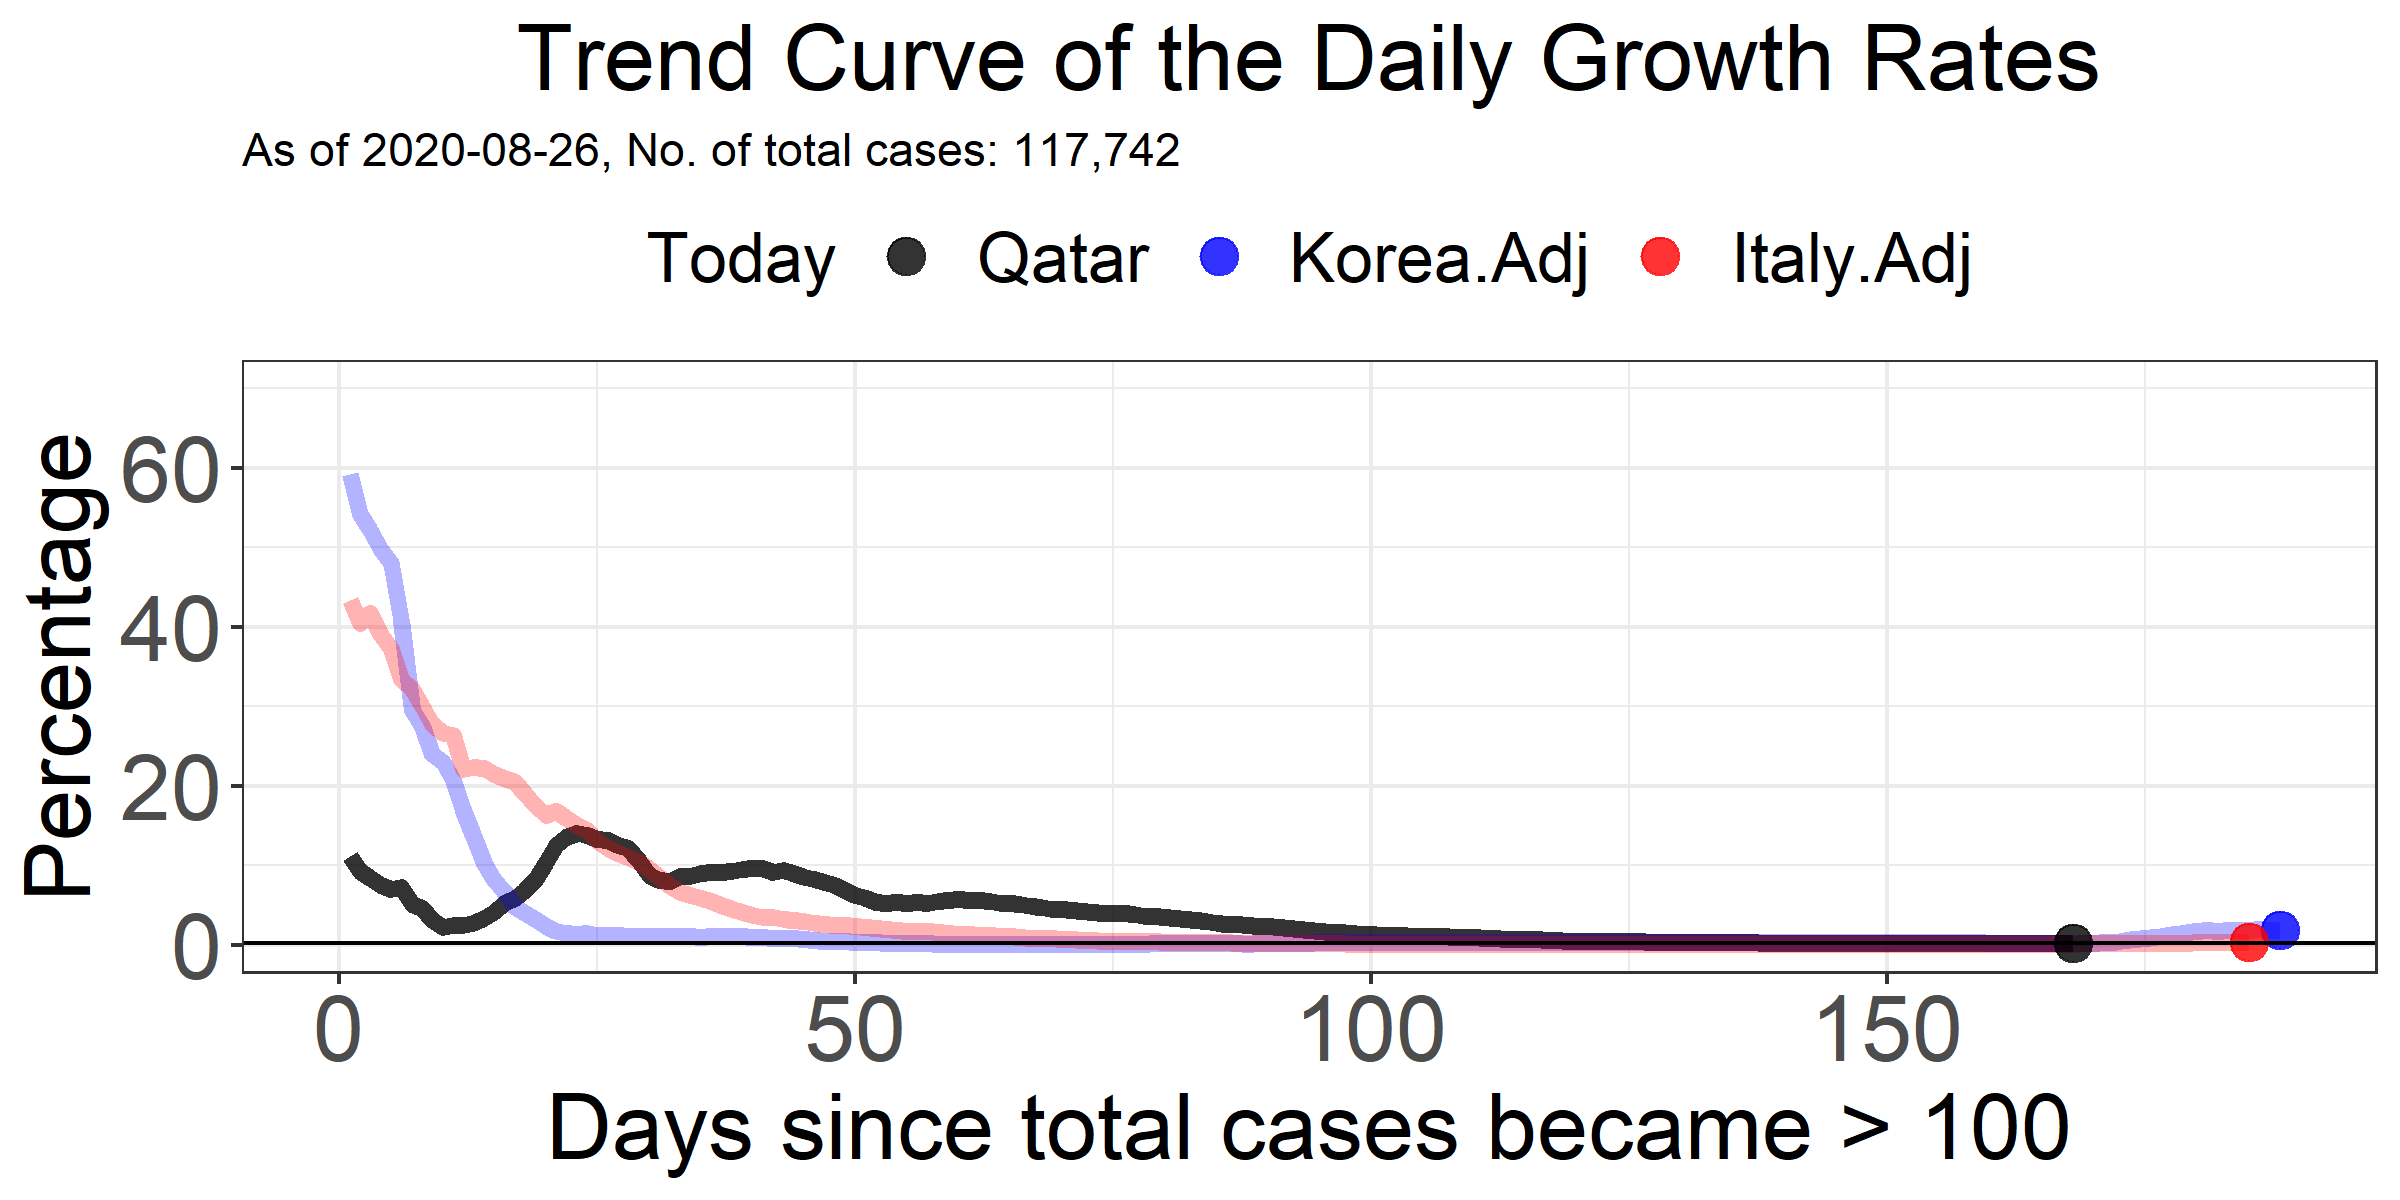 Trend Curve of the Daily Growth Rates
As of 2020-08-26, No. of total cases: 117,742
Today Qatar Korea.Adj Italy.Adj
Percentage
60
40
20
0
0 50 100 150
Days since total cases became > 100